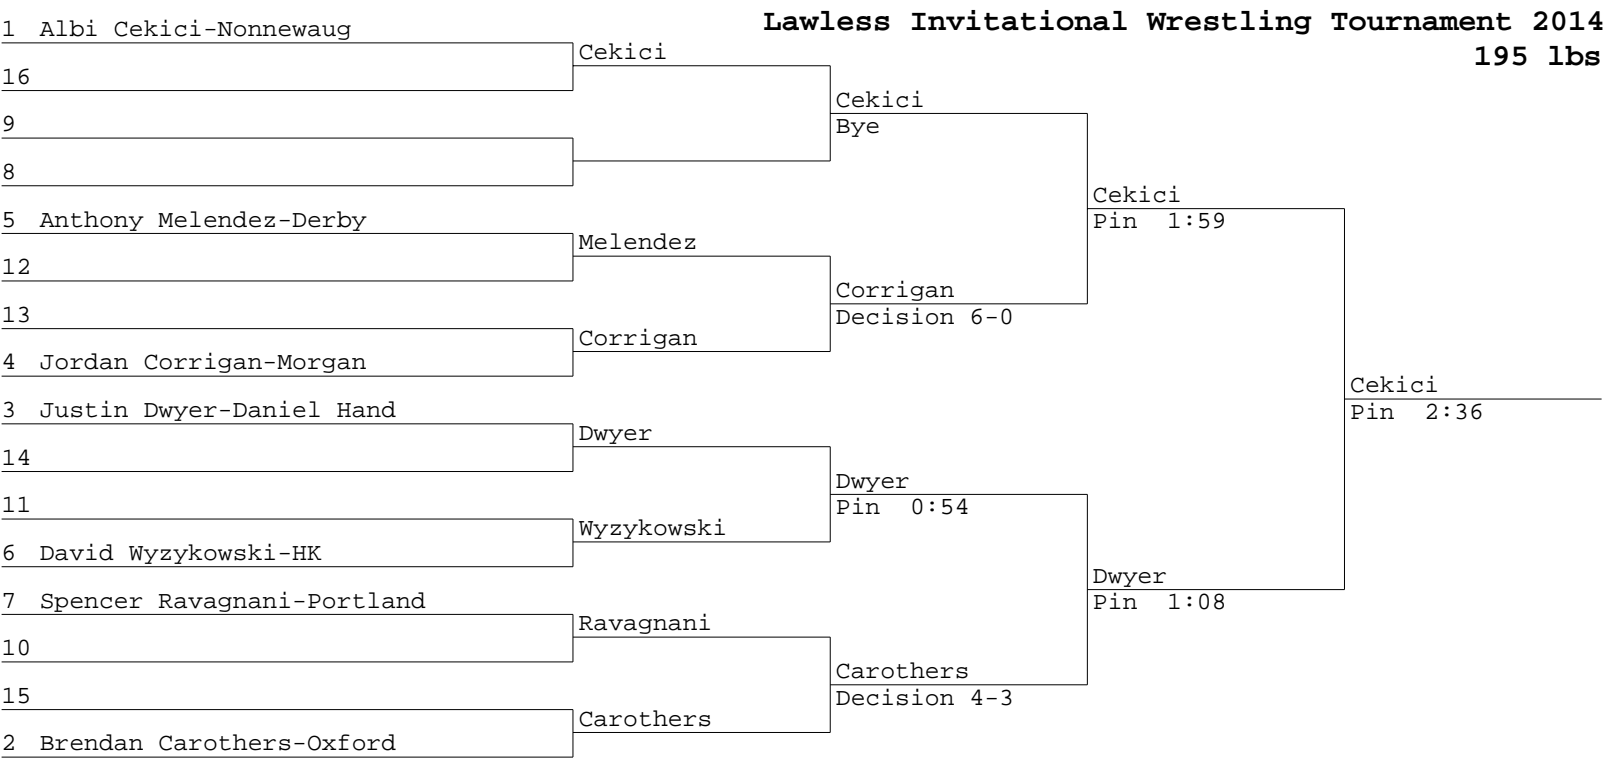 Lawless Invitational Wrestling Tournament 2014
195 lbs
1 Albi Cekici-Nonnewaug
16
9
8
5 Anthony Melendez-Derby
12
13
4 Jordan Corrigan-Morgan
3 Justin Dwyer-Daniel Hand
14
11
6 David Wyzykowski-HK
7 Spencer Ravagnani-Portland
10
15
2 Brendan Carothers-Oxford
Cekici
Melendez
Corrigan
Dwyer
Wyzykowski
Ravagnani
Carothers
Cekici
Bye
Corrigan
Decision 6-0
Dwyer
Pin 0:54
Carothers
Decision 4-3
Cekici
Pin 1:59
Dwyer
Pin 1:08
Cekici
Pin 2:36